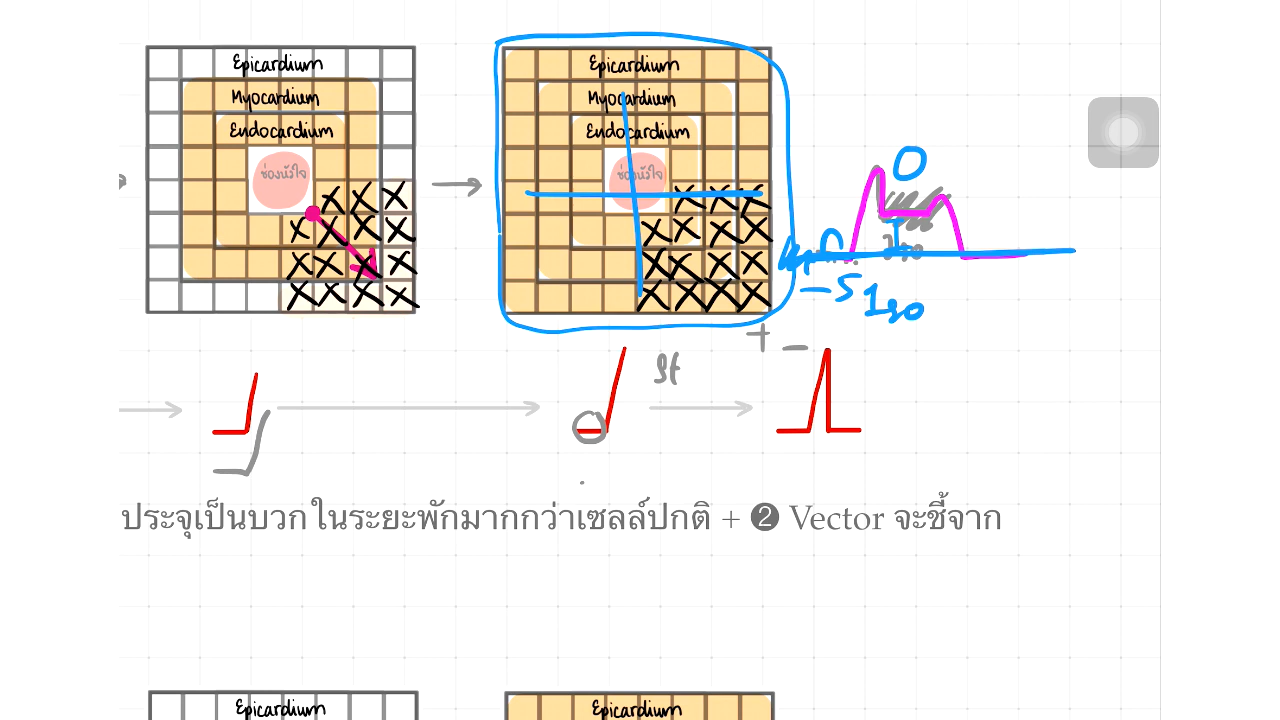 Epicardium Epicardium
Myocardium Myocardium
Endocardium Endocardium
ช่องหัวใจ ช่องหัวใจ
0
-5
Iso
+ -
st
ประจุเป็นบวก ในระยะพักมากกว่าเซลล์ปกติ + ❷ Vector จะชี้จาก
Epicardium Epicardium